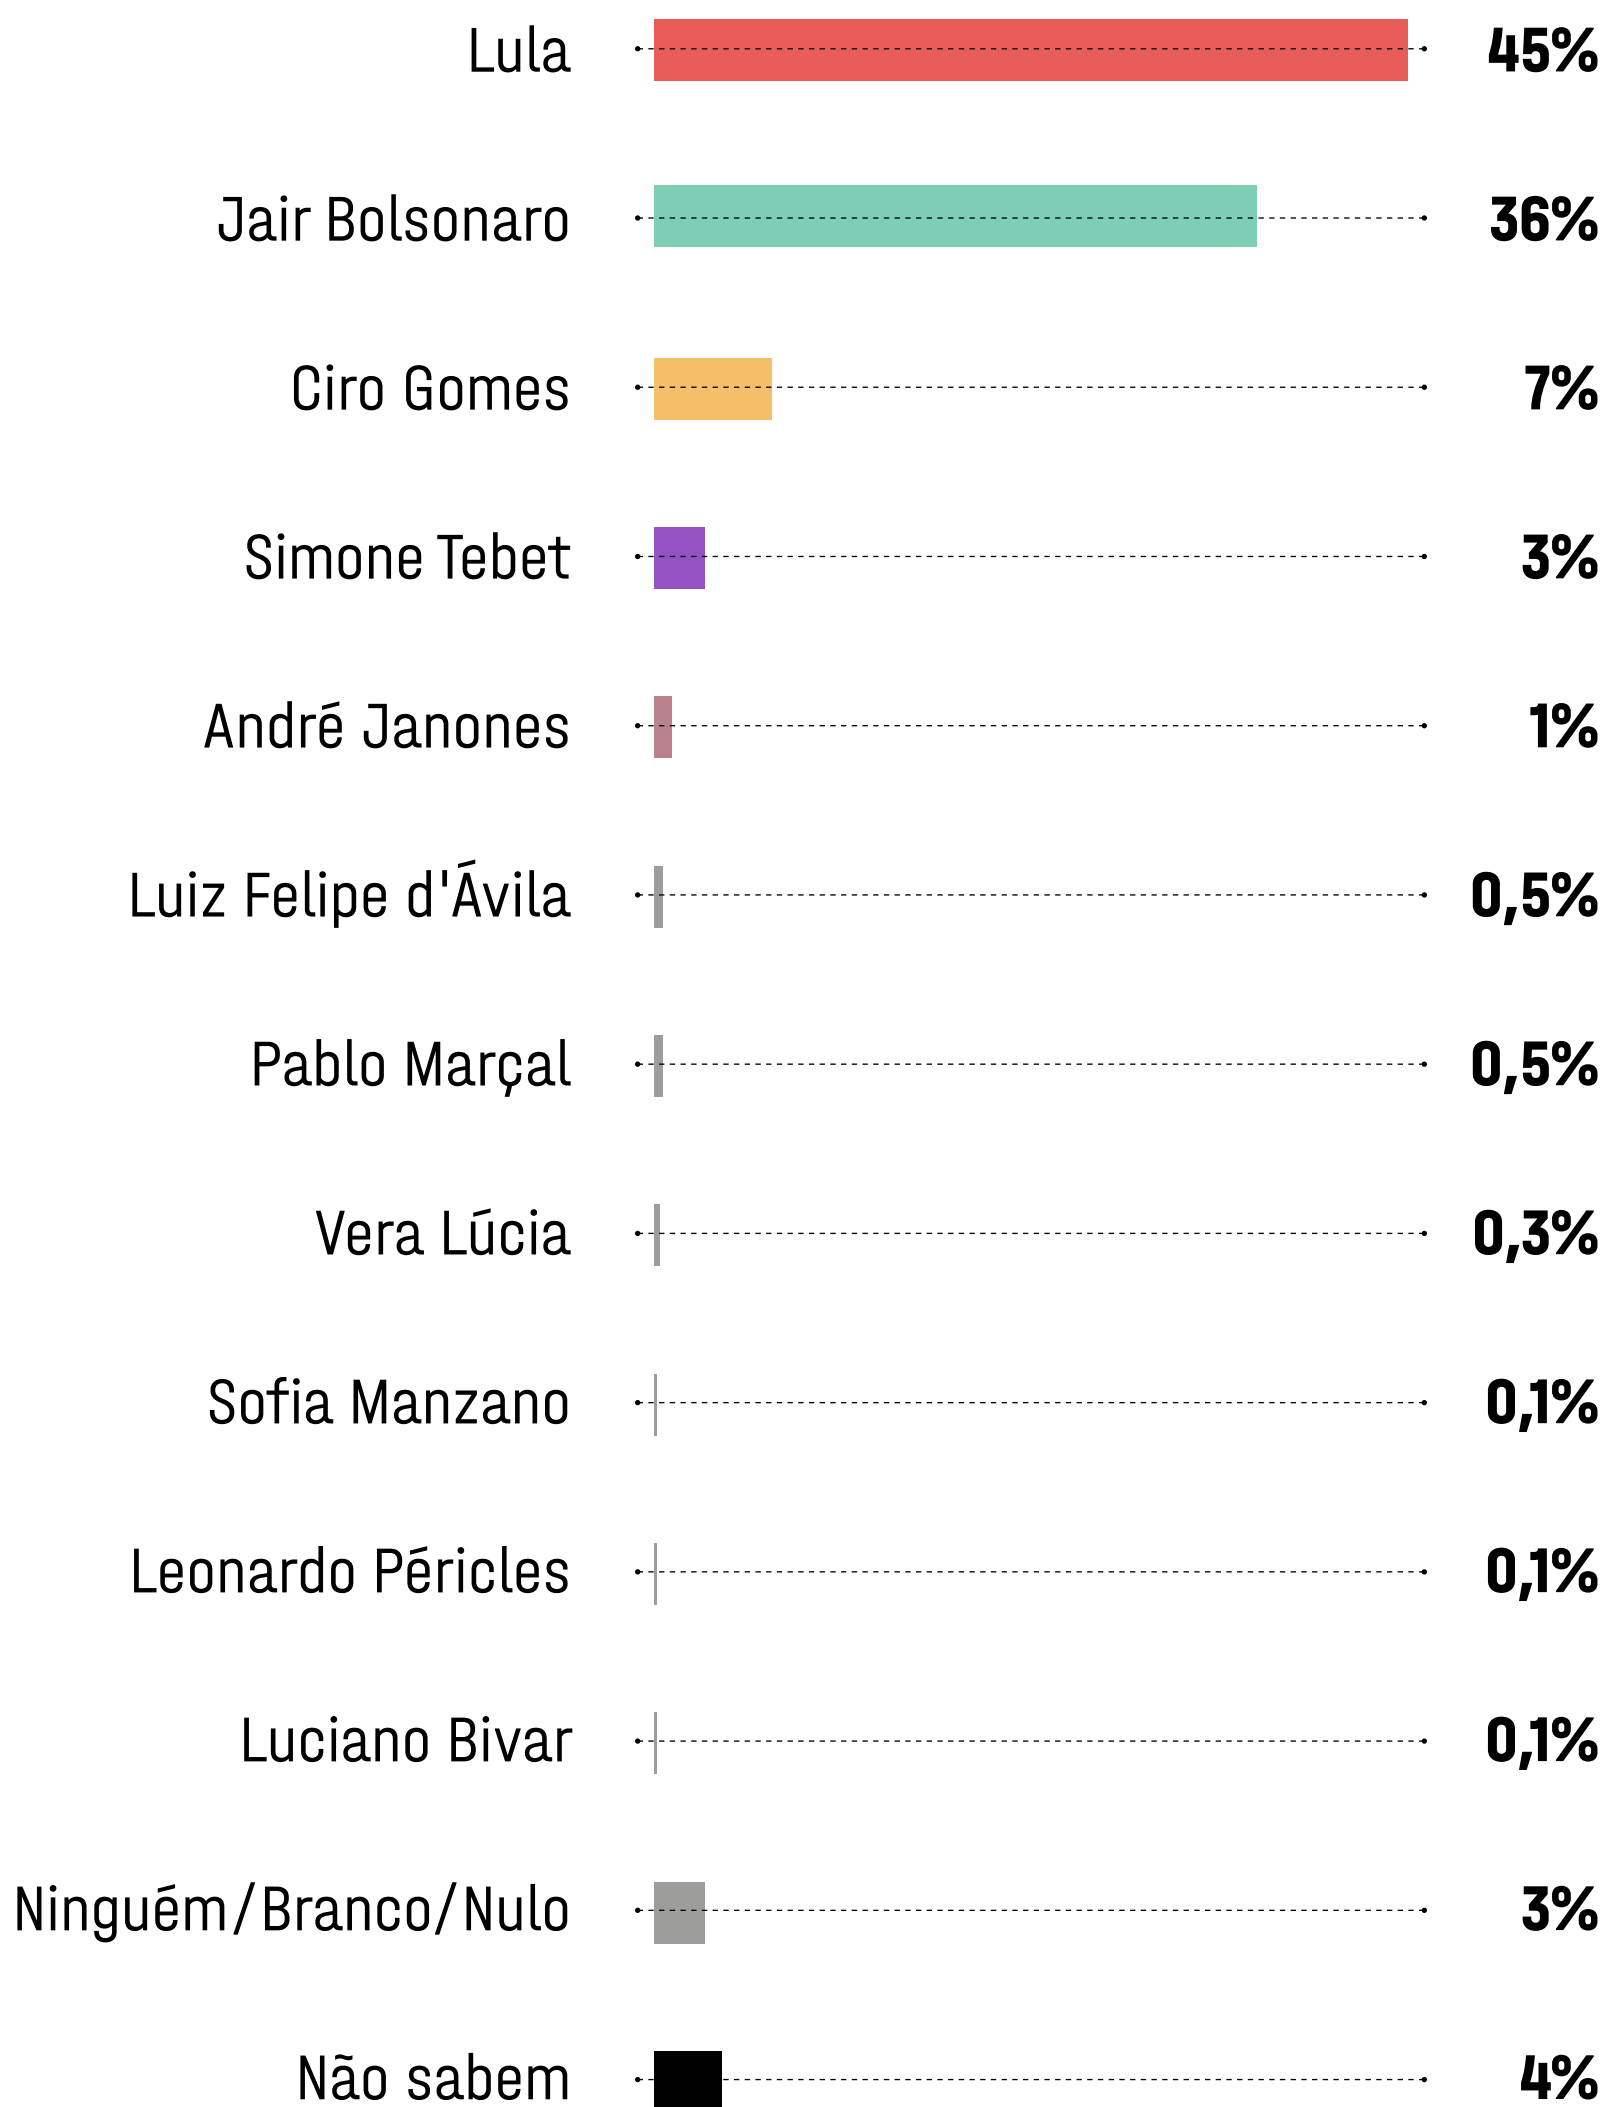 Lula 45%
Jair Bolsonaro 36%
Ciro Gomes 7%
Simone Tebet 3%
André Janones 1%
Luiz Felipe d'Ávila 0,5%
Pablo Marçal 0,5%
Vera Lúcia 0,3%
Sofia Manzano 0,1%
Leonardo Péricles 0,1%
Luciano Bivar 0,1%
Ninguém/Branco/Nulo 3%
Não sabem 4%